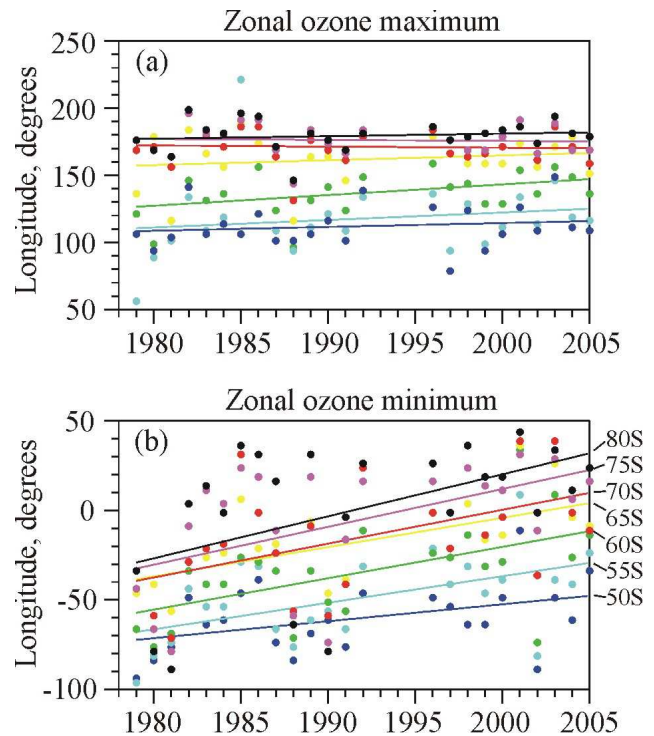 Zonal ozone maximum
(a)
Longitude, degrees
250
200
150
100
50
1980
1985
1990
1995
2000
2005
Zonal ozone minimum
(b)
Longitude, degrees
50
0
-50
-100
1980
1985
1990
1995
2000
2005
80S
75S
70S
65S
60S
55S
50S